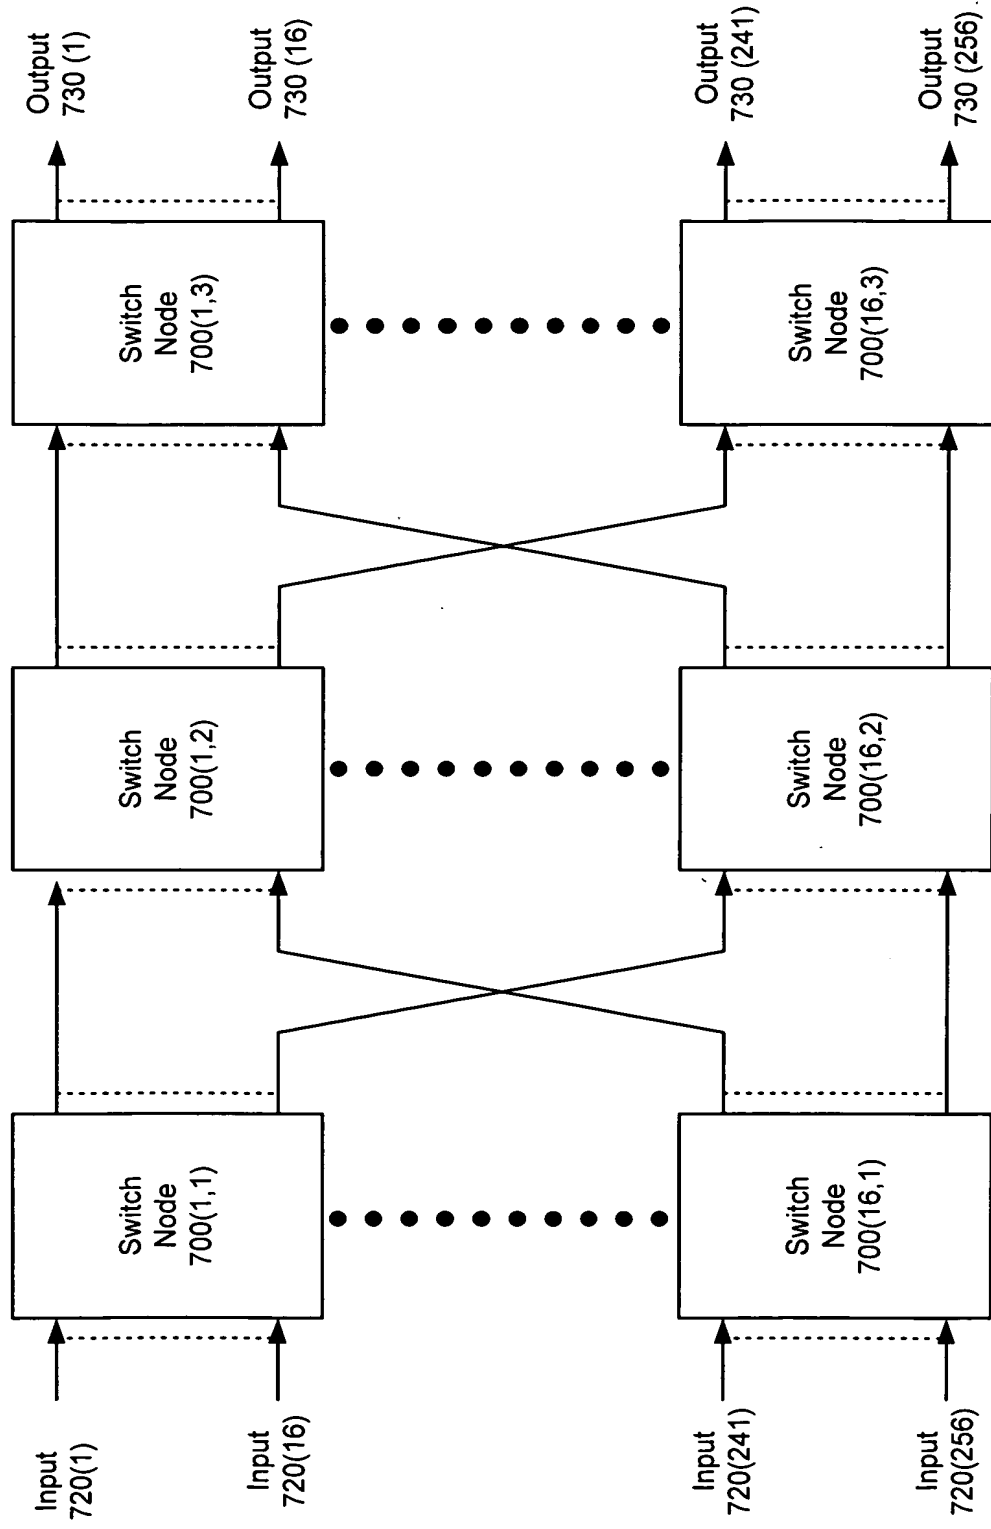 Input
720(1)
Input
720(16)
Input
720(241)
Input
720(256)
Switch
Node
700(1,1)
Switch
Node
700(16,1)
Switch
Node
700(1,2)
Switch
Node
700(16,2)
Switch
Node
700(1,3)
Switch
Node
700(16,3)
Output
730 (1)
Output
730 (16)
Output
730 (241)
Output
730 (256)